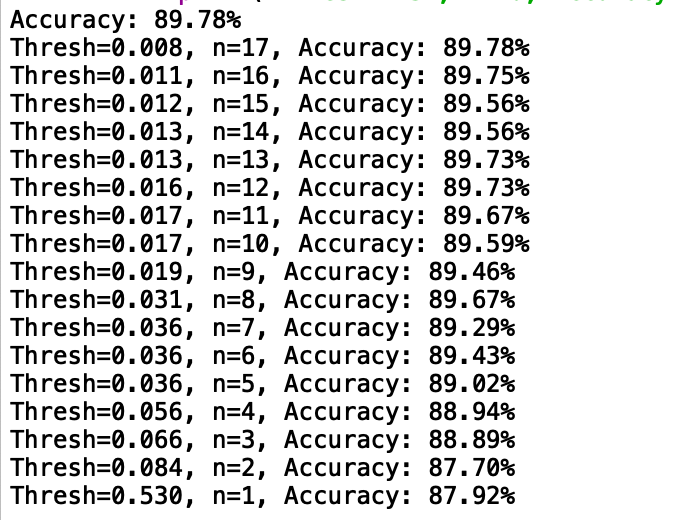 Accuracy: 89.78%
Thresh=0.008, n=17, Accuracy: 89.78%
Thresh=0.011, n=16, Accuracy: 89.75%
Thresh=0.012, n=15, Accuracy: 89.56%
Thresh=0.013, n=14, Accuracy: 89.56%
Thresh=0.013, n=13, Accuracy: 89.73%
Thresh=0.016, n=12, Accuracy: 89.73%
Thresh=0.017, n=11, Accuracy: 89.67%
Thresh=0.017, n=10, Accuracy: 89.59%
Thresh=0.019, n=9, Accuracy: 89.46%
Thresh=0.031, n=8, Accuracy: 89.67%
Thresh=0.036, n=7, Accuracy: 89.29%
Thresh=0.036, n=6, Accuracy: 89.43%
Thresh=0.036, n=5, Accuracy: 89.02%
Thresh=0.056, n=4, Accuracy: 88.94%
Thresh=0.066, n=3, Accuracy: 88.89%
Thresh=0.084, n=2, Accuracy: 87.70%
Thresh=0.530, n=1, Accuracy: 87.92%